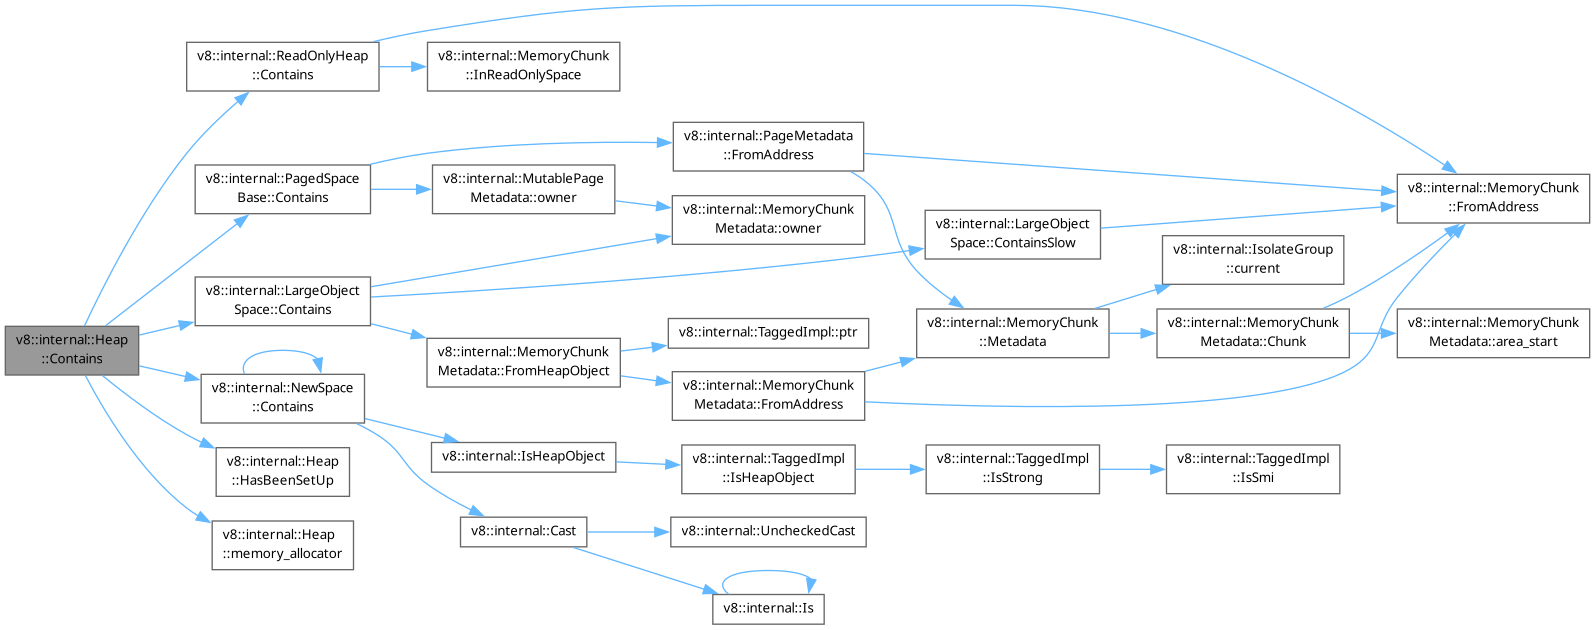 v8::internal::Heap
::Contains
v8::internal::ReadOnlyHeap
::Contains
v8::internal::MemoryChunk
::InReadOnlySpace
v8::internal::PagedSpace
Base::Contains
v8::internal::MutablePage
Metadata::owner
v8::internal::PageMetadata
::FromAddress
v8::internal::MemoryChunk
Metadata::owner
v8::internal::LargeObject
Space::Contains
v8::internal::LargeObject
Space::ContainsSlow
v8::internal::MemoryChunk
::FromAddress
v8::internal::IsolateGroup
::current
v8::internal::MemoryChunk
Metadata::FromHeapObject
v8::internal::TaggedImpl::ptr
v8::internal::MemoryChunk
Metadata::FromAddress
v8::internal::MemoryChunk
::Metadata
v8::internal::MemoryChunk
Metadata::Chunk
v8::internal::MemoryChunk
Metadata::area_start
v8::internal::NewSpace
::Contains
v8::internal::IsHeapObject
v8::internal::TaggedImpl
::IsHeapObject
v8::internal::TaggedImpl
::IsStrong
v8::internal::TaggedImpl
::IsSmi
v8::internal::Heap
::HasBeenSetUp
v8::internal::Cast
v8::internal::UncheckedCast
v8::internal::Heap
::memory_allocator
v8::internal::Is